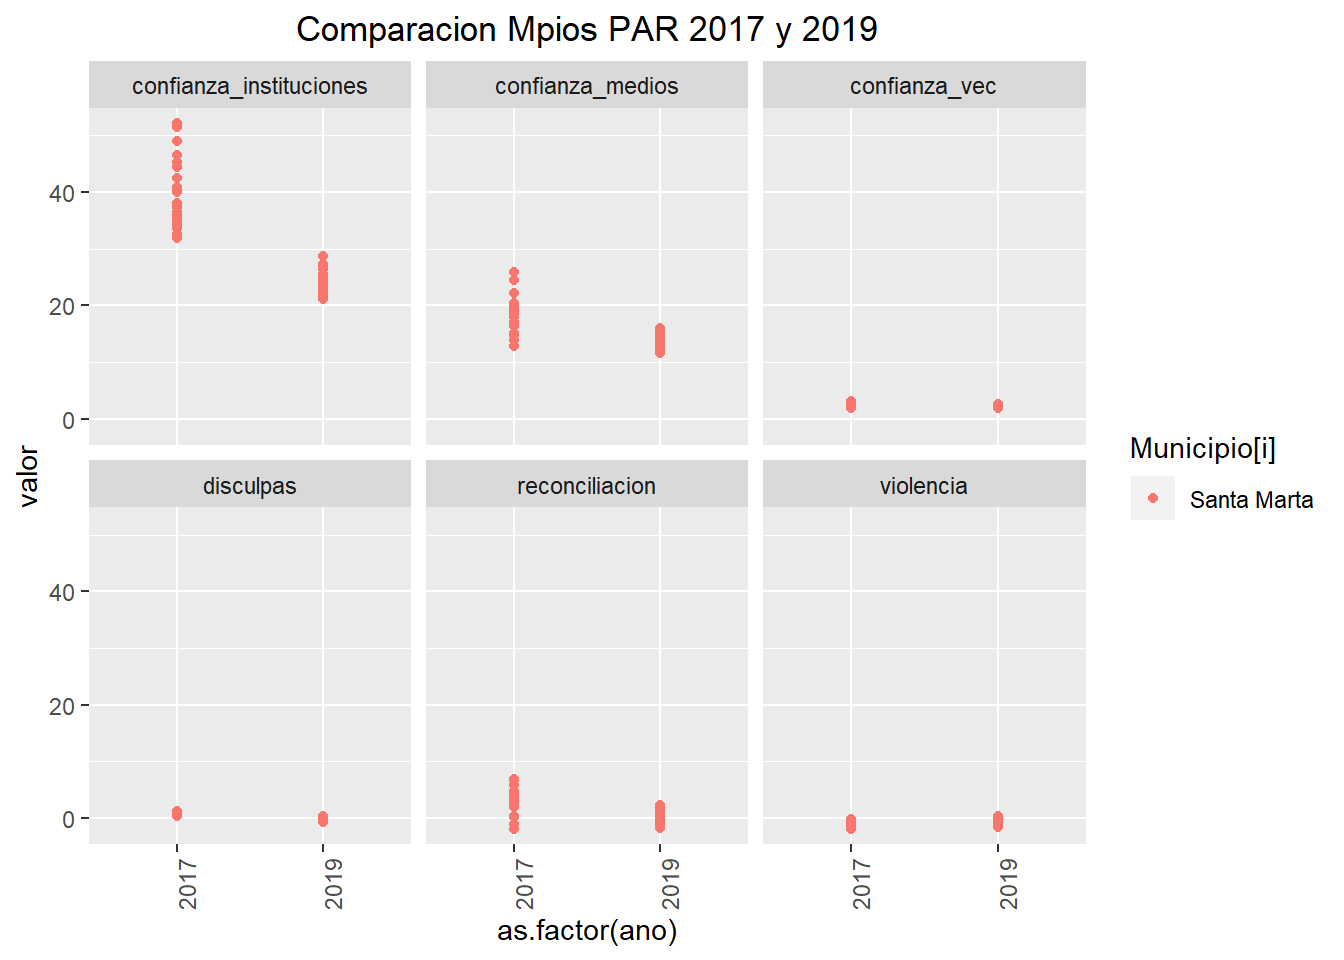 Comparacion Mpios PAR 2017 y 2019
confianza_instituciones confianza_medios confianza_vec
40
20
0
disculpas reconciliacion violencia
40
20
0
valor
2017 2019 2017 2019 2017 2019
as.factor(ano)
Municipio[i]
Santa Marta